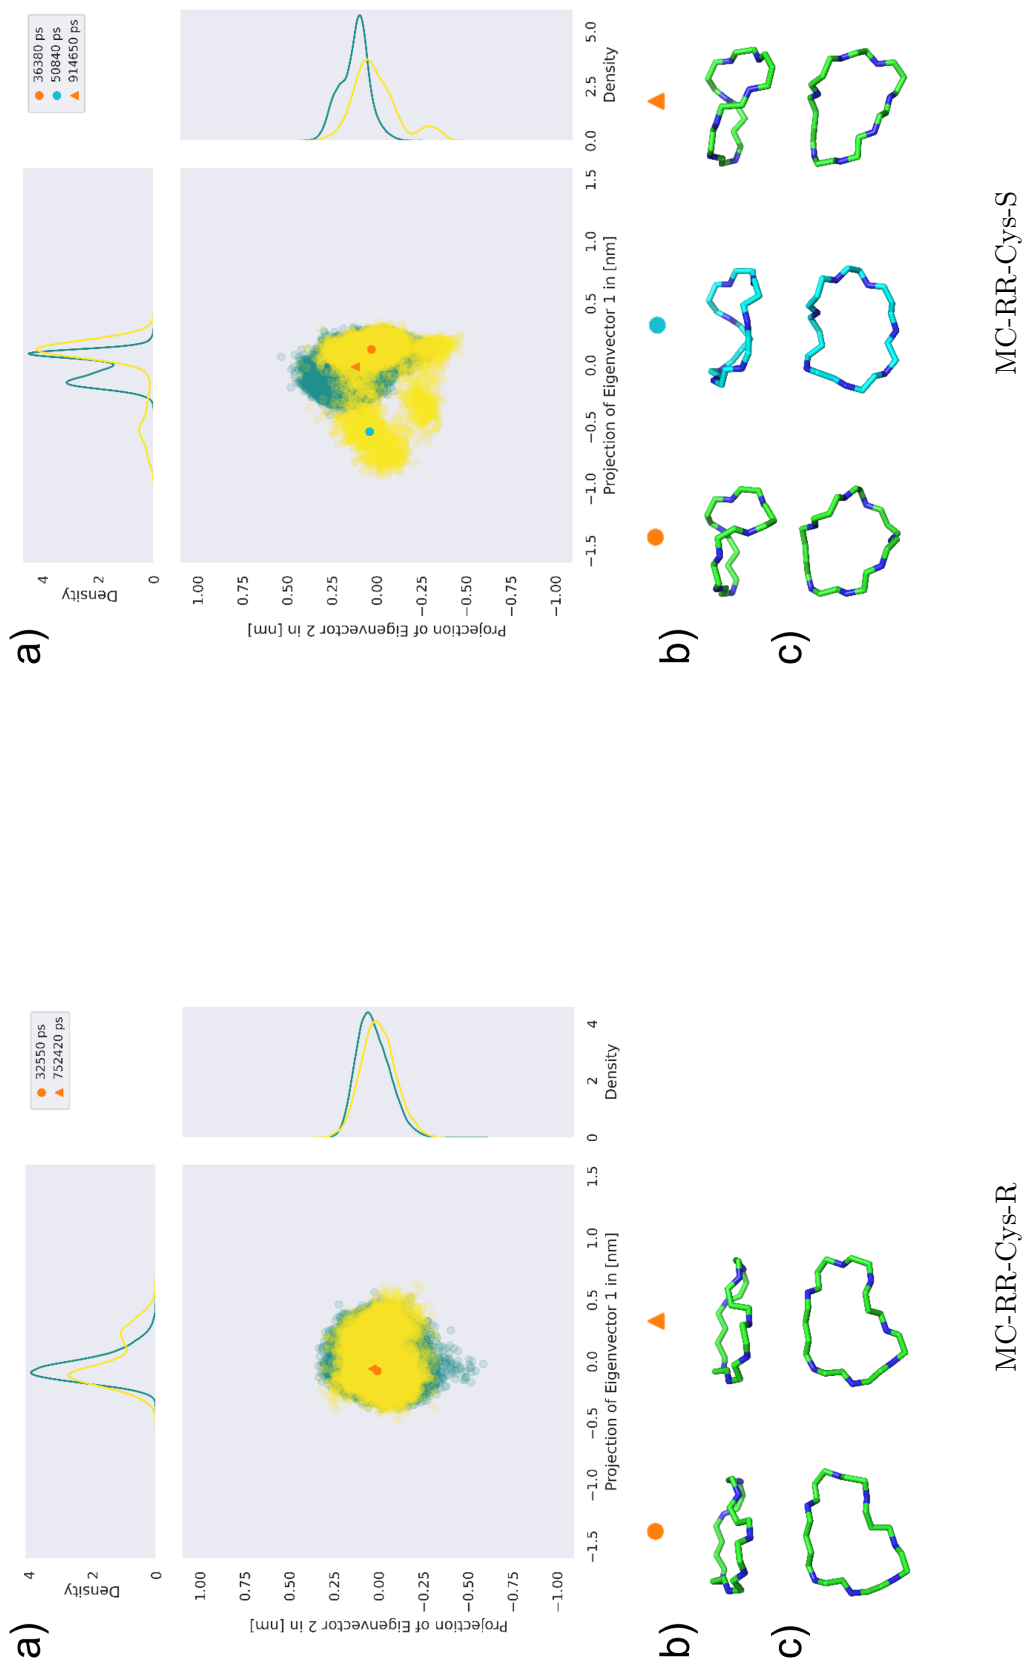 a)
32550 ps
752420 ps
4
2
0
Density
1.00
0.75
0.50
0.25
0.00
−0.25
−0.50
−0.75
−1.00
Projection of Eigenvector 2 in [nm]
−1.5
−1.0
−0.5
0.0
0.5
1.0
1.5
Projection of Eigenvector 1 in [nm]
0
2
4
Density
b)
c)
MC-RR-Cys-R
a)
36380 ps
50840 ps
914650 ps
4
2
0
Density
1.00
0.75
0.50
0.25
0.00
−0.25
−0.50
−0.75
−1.00
Projection of Eigenvector 2 in [nm]
−1.5
−1.0
−0.5
0.0
0.5
1.0
1.5
Projection of Eigenvector 1 in [nm]
0.0
2.5
5.0
Density
b)
c)
MC-RR-Cys-S